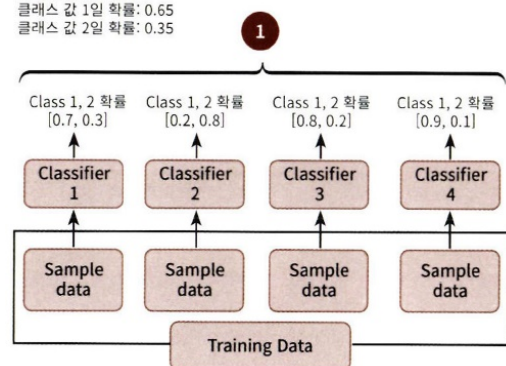 클래스 값 1일 확률: 0.65
클래스 값 2일 확률: 0.35
1
Class 1, 2 확률
[0.7, 0.3]
Class 1, 2 확률
[0.2, 0.8]
Class 1, 2 확률
[0.8, 0.2]
Class 1, 2 확률
[0.9, 0.1]
Classifier
1
Classifier
2
Classifier
3
Classifier
4
Sample
data
Sample
data
Sample
data
Sample
data
Training Data